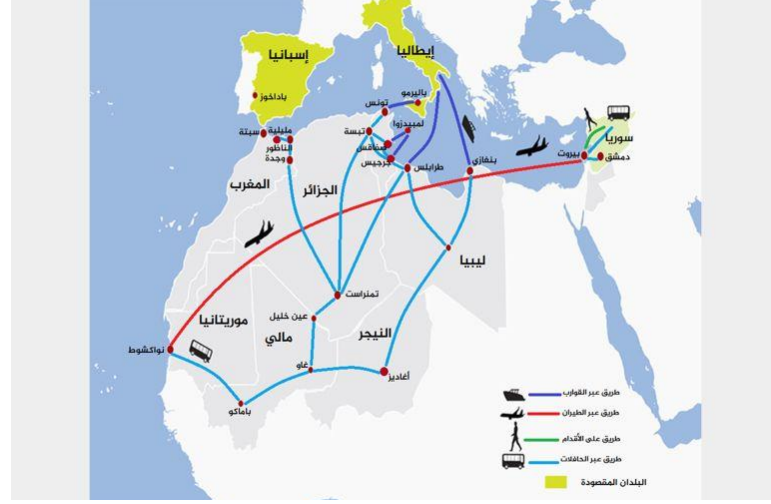 إيطاليا
إسبانيا
باداخوز
باليرمو
تونس
لمبيدزوا
سبتة
مليلية
تبسة
الناظور
صفاقس
وجدة
جرجيس
طرابلس
بنغازي
سوريا
بيروت
دمشق
المغرب
الجزائر
ليبيا
تمنراست
عين خليل
موريتانيا
مالي
النيجر
نواكشوط
غاو
أغاديز
باماكو
طريق عبر القوارب
طريق عبر الطيران
طريق على الأقدام
طريق عبر الحافلات
البلدان المقصودة